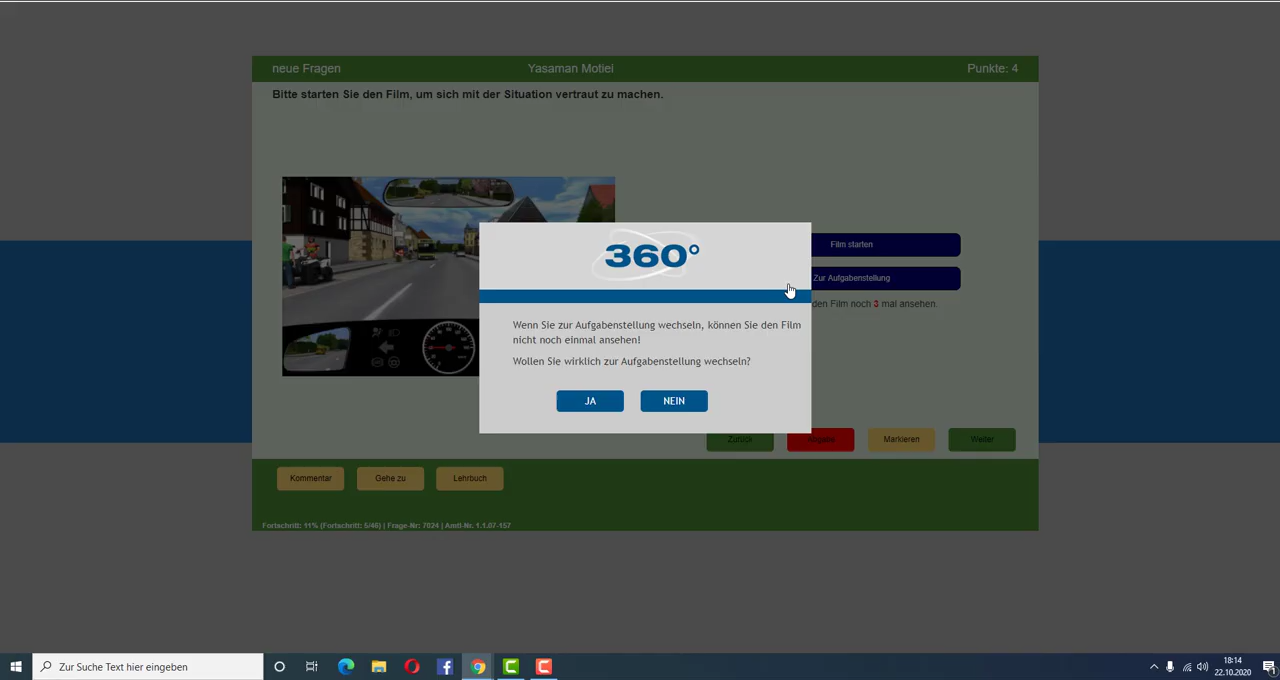 neue Fragen Yasaman Motiei Punkte: 4
Bitte starten Sie den Film, um sich mit der Situation vertraut zu machen.
360°
Film starten
Zur Aufgabenstellung
den Film noch 3 mal ansehen.
Wenn Sie zur Aufgabenstellung wechseln, können Sie den Film
nicht noch einmal ansehen!
Wollen Sie wirklich zur Aufgabenstellung wechseln?
JA NEIN
Zurück Abgabe Markieren Weiter
Kommentar Gehe zu Lehrbuch
Fortschritt: 11% (Fortschritt: 5/46) | Frage-Nr: 7024 | Amtl-Nr. 1.1.07-157
Zur Suche Text hier eingeben
18:14
22.10.2020